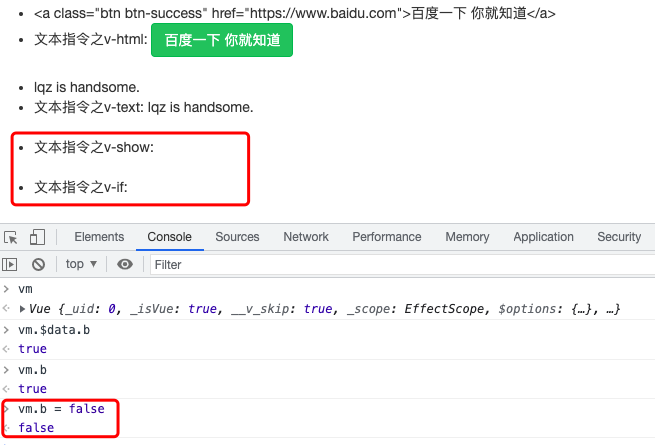 <a class="btn btn-success" href="https://www.baidu.com">百度一下 你就知道</a>
文本指令之v-html: 百度一下 你就知道
lqz is handsome.
文本指令之v-text: lqz is handsome.
文本指令之v-show:
文本指令之v-if:
Elements Console Sources Network Performance Memory Application Security
top ▼ Filter
> vm
<· ▶Vue {_uid: 0, _isVue: true, __v_skip: true, _scope: EffectScope, $options: {…}, …}
> vm.$data.b
<· true
> vm.b
<· true
> vm.b = false
<· false